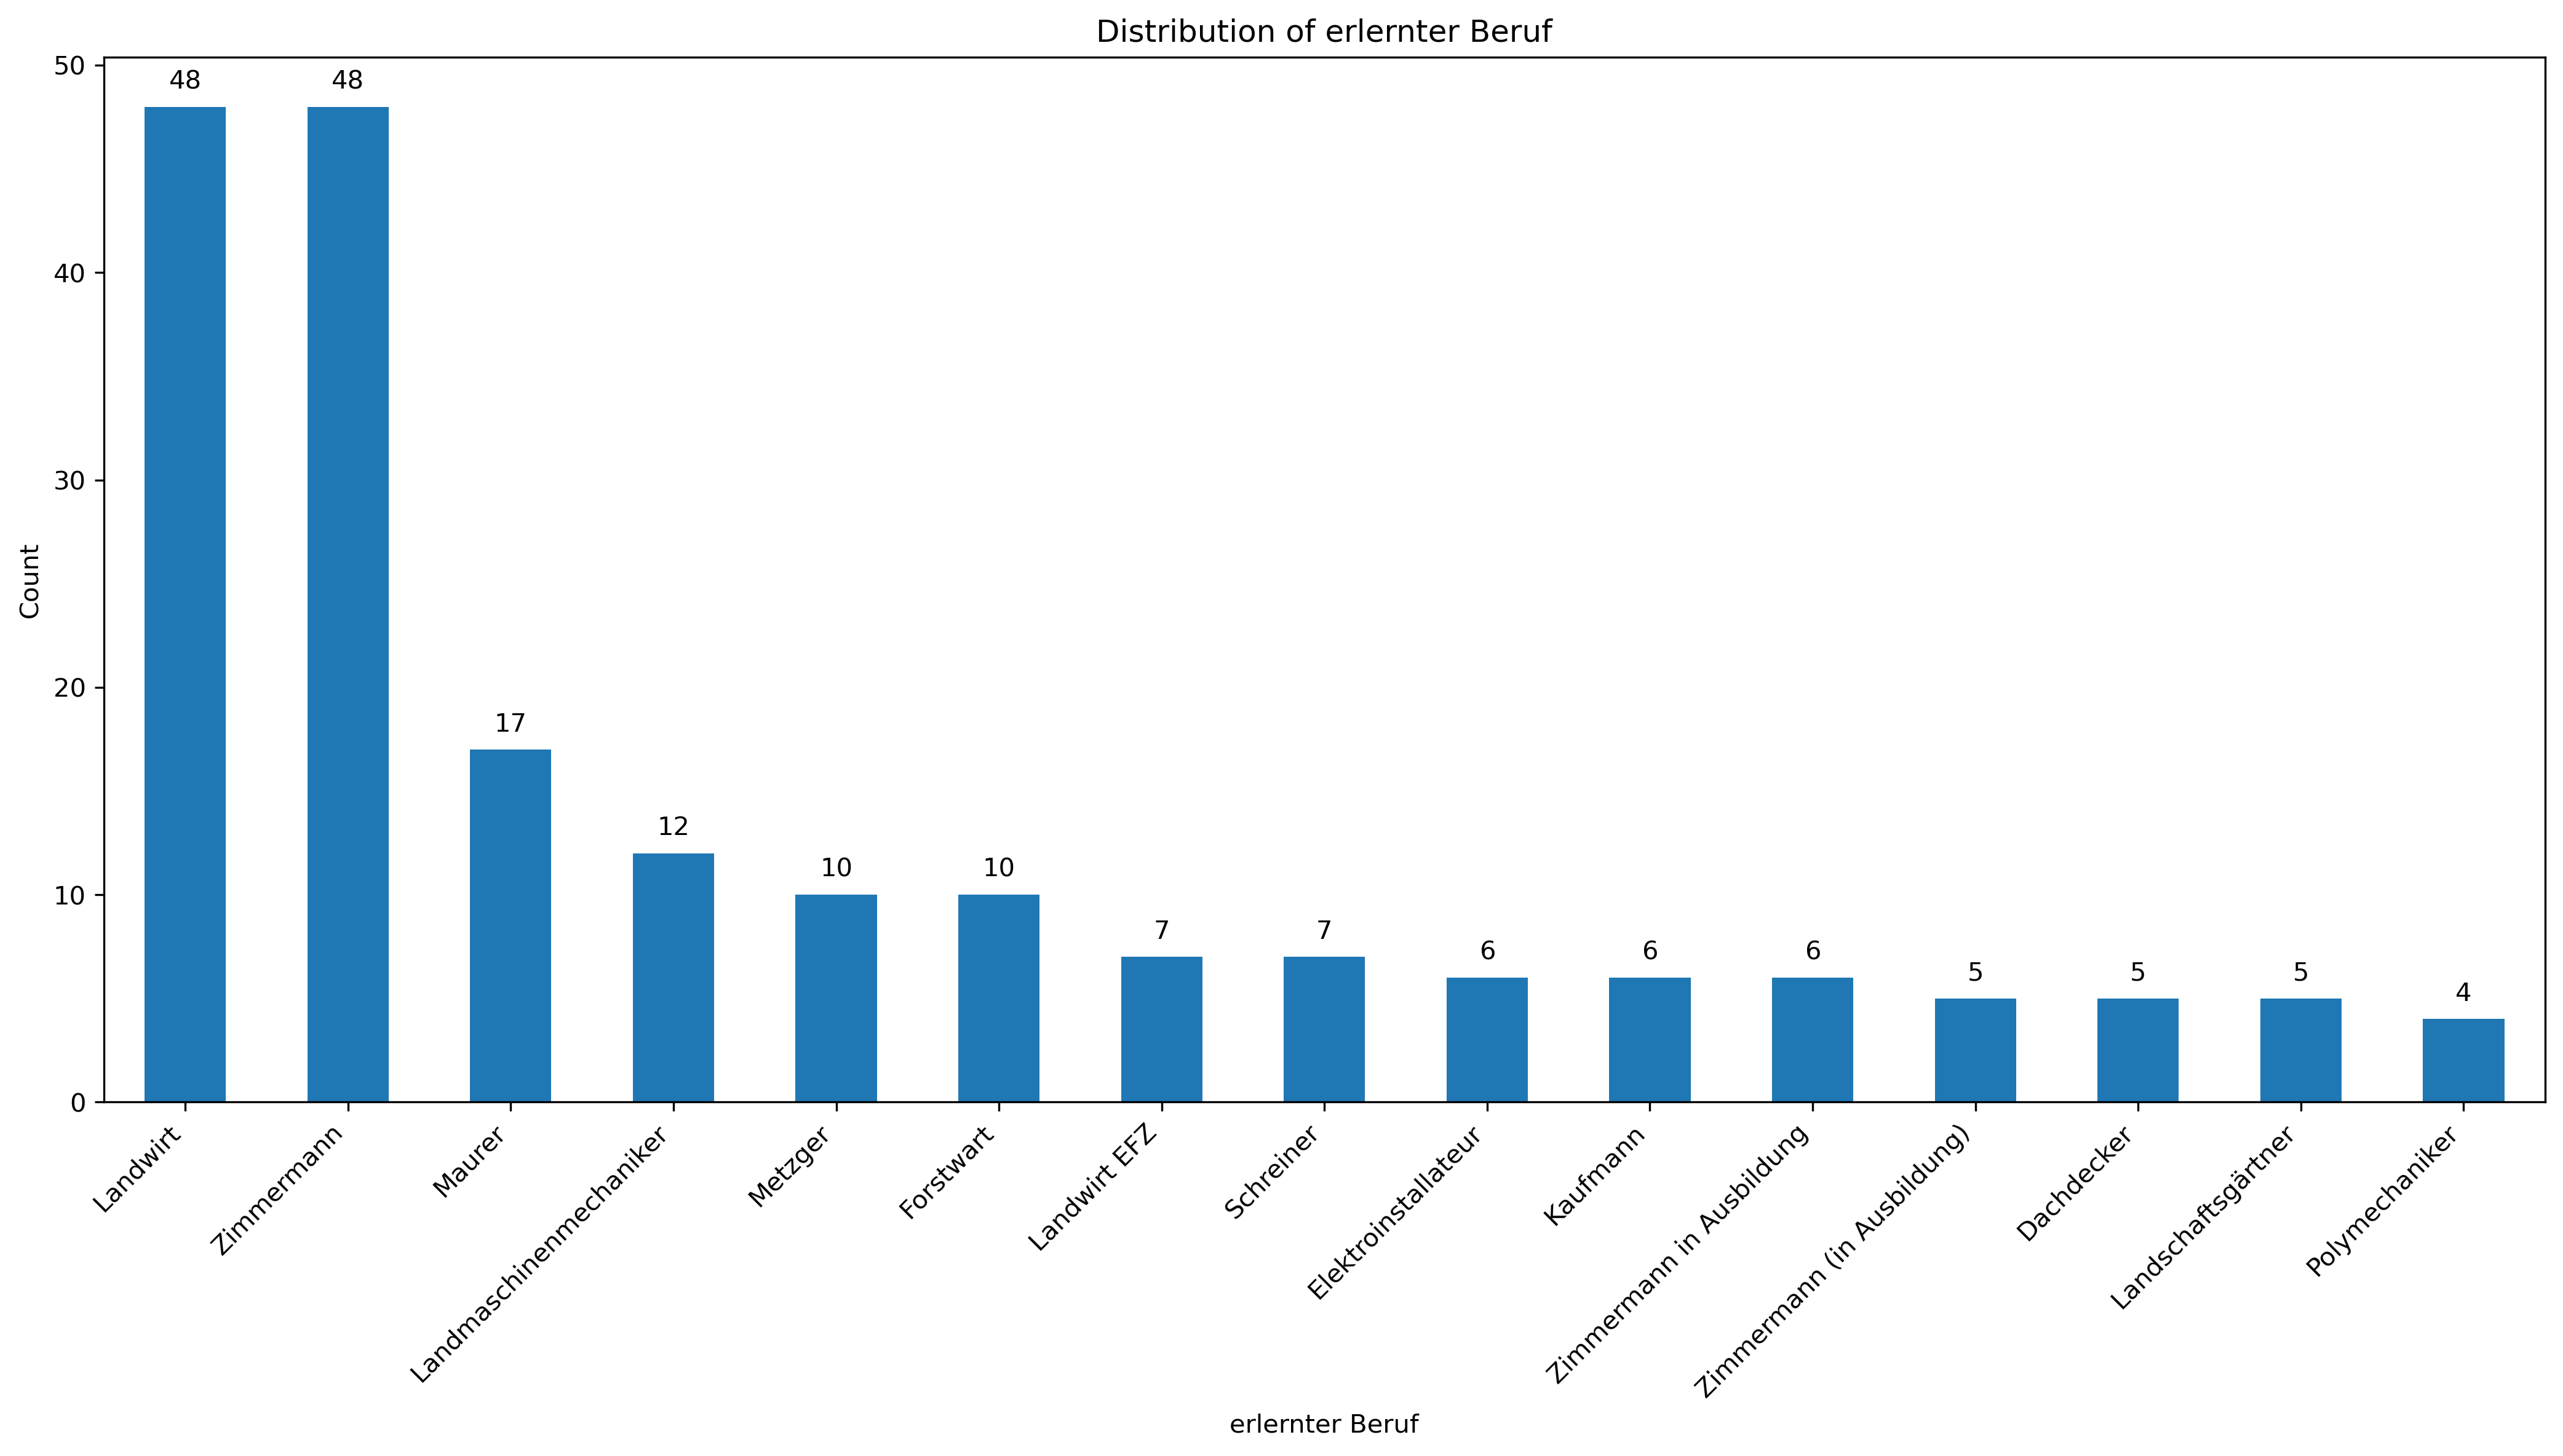 Distribution of erlernter Beruf
Count
50
40
30
20
10
0
48
48
17
12
10
10
7
7
6
6
6
5
5
5
4
Landwirt
Zimmermann
Maurer
Landmaschinenmechaniker
Metzger
Forstwart
Landwirt EFZ
Schreiner
Elektroinstallateur
Kaufmann
Zimmermann in Ausbildung
Zimmermann (in Ausbildung)
Dachdecker
Landschaftsgärtner
Polymechaniker
erlernter Beruf